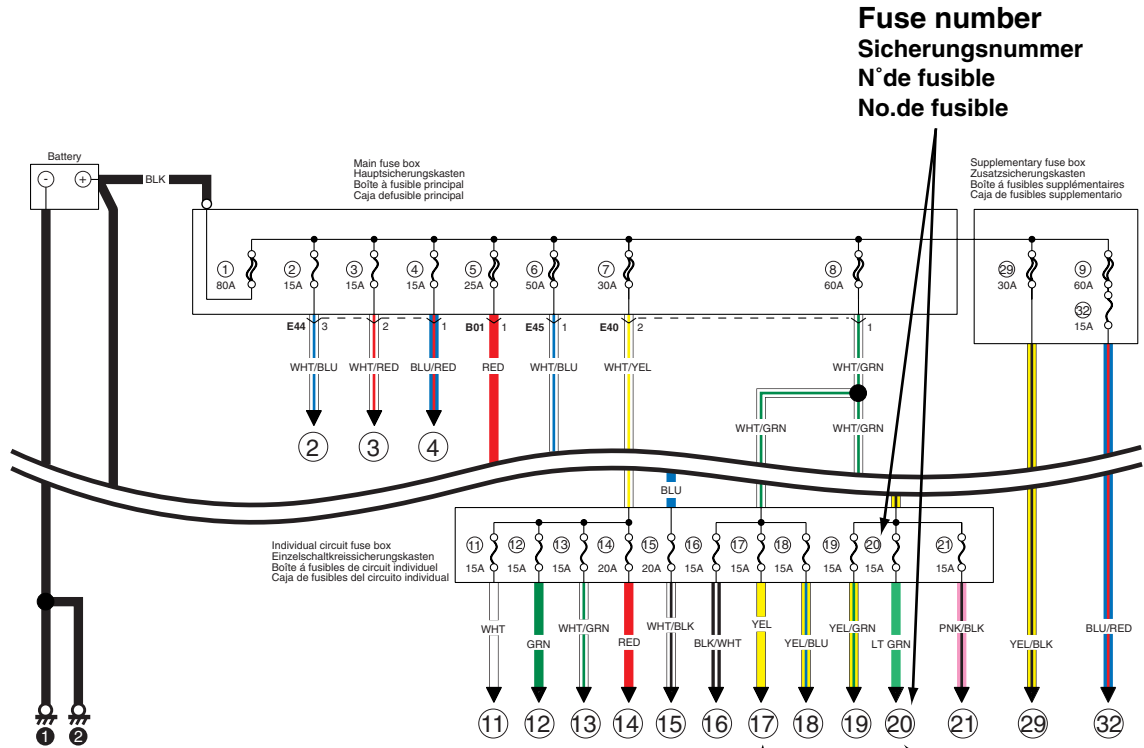 Fuse number
Sicherungsnummer
N˚de fusible
No.de fusible
Battery
- +
BLK
Main fuse box
Hauptsicherungskasten
Boîte à fusible principal
Caja defusible principal
Supplementary fuse box
Zusatzsicherungskasten
Boîte á fusibles supplémentaires
Caja de fusibles supplementario
1 2 3 4 5 6 7 8 29 9
80A 15A 15A 15A 25A 50A 30A 60A 30A 60A
32
15A
E44 3 2 1 B01 1 E45 1 E40 2 1
WHT/BLU WHT/RED BLU/RED RED WHT/BLU WHT/YEL WHT/GRN
WHT/GRN WHT/GRN
2 3 4
BLU
Individual circuit fuse box
Einzelschaltkreissicherungskasten
Boîte á fusibles de circuit individuel
Caja de fusibles del circuito individual
11 12 13 14 15 16 17 18 19 20 21
15A 15A 15A 20A 20A 15A 15A 15A 15A 15A 15A
WHT GRN WHT/GRN RED WHT/BLK BLK/WHT YEL YEL/BLU YEL/GRN LT GRN PNK/BLK YEL/BLK BLU/RED
11 12 13 14 15 16 17 18 19 20 21 29 32
1 2